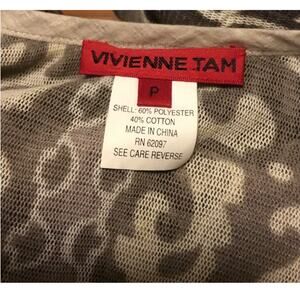 VIVIENNE TAM
P
SHELL: 60% POLYESTER
40% COTTON
MADE IN CHINA
RN 62097
SEE CARE REVERSE